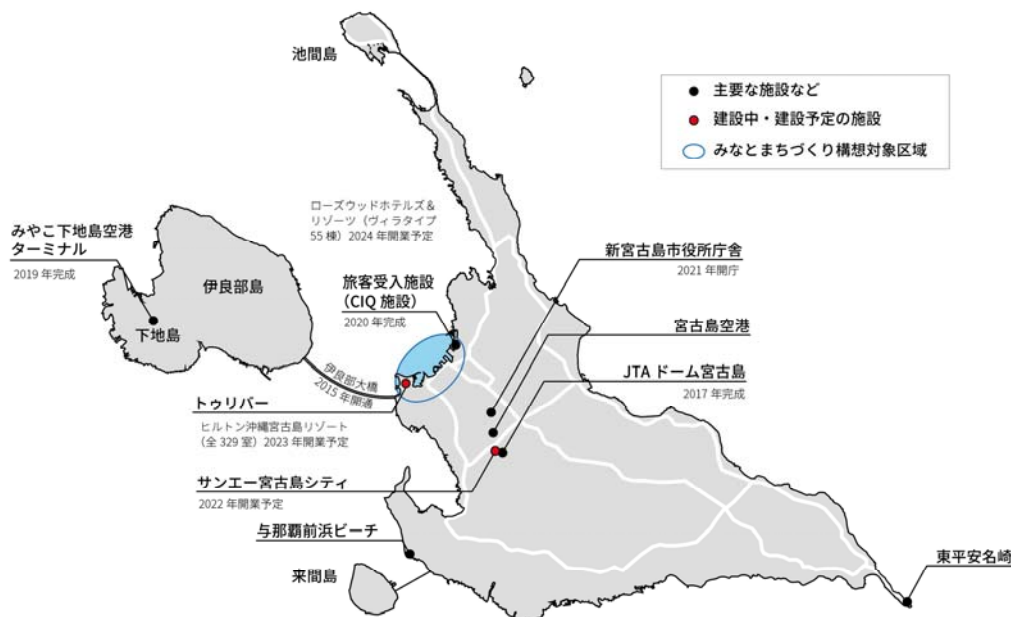 池間島
主要な施設など
建設中・建設予定の施設
みなとまちづくり構想対象区域
ローズウッドホテルズ＆
リゾーツ（ヴィラタイプ
55 棟）2024 年開業予定
みやこ下地島空港
ターミナル
2019 年完成
伊良部島
下地島
旅客受入施設
（CIQ 施設）
2020 年完成
新宮古島市役所庁舎
2021 年開庁
宮古島空港
JTA ドーム宮古島
2017 年完成
伊良部大橋
2015 年開通
トゥリバー
ヒルトン沖縄宮古島リゾート
（全 329 室）2023 年開業予定
サンエー宮古島シティ
2022 年開業予定
与那覇前浜ビーチ
来間島
東平安名崎